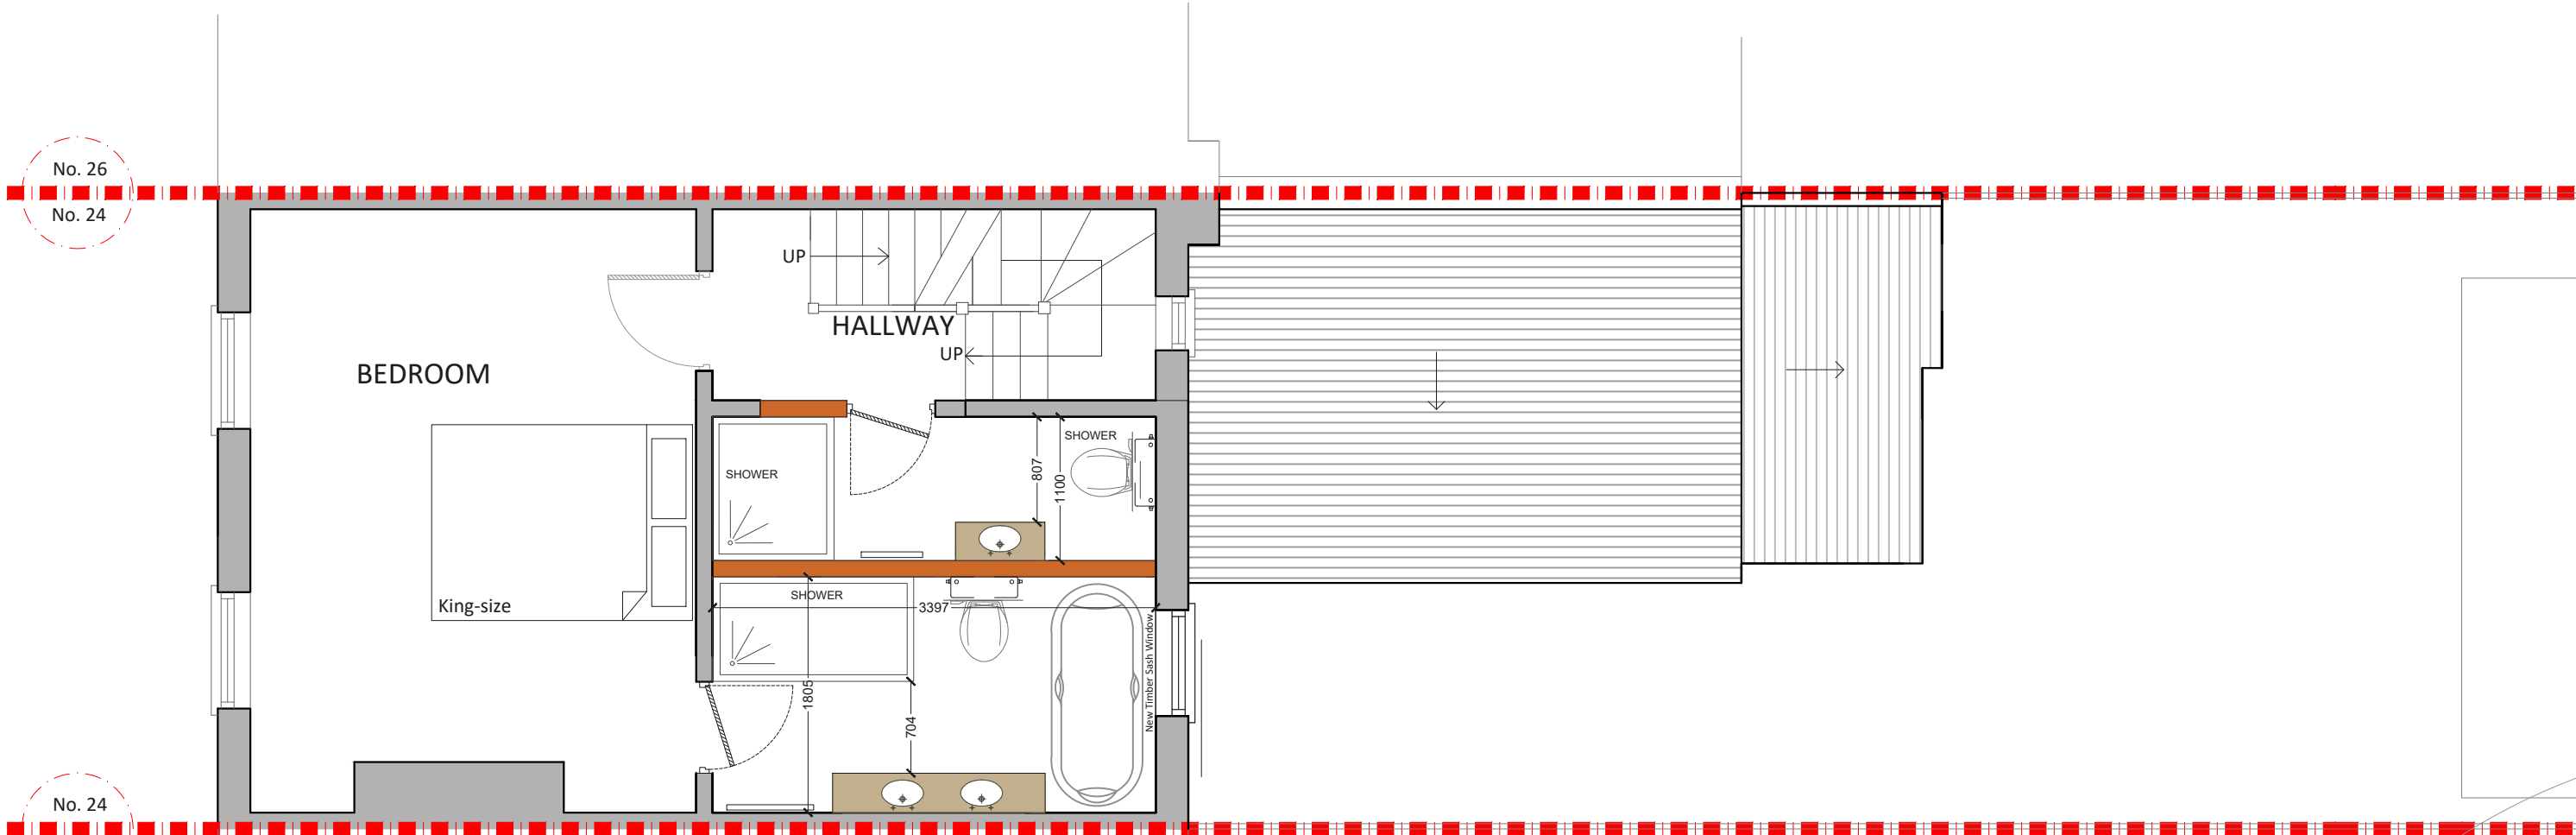 No. 26
No. 24
UP
HALLWAY
UP
BEDROOM
SHOWER
SHOWER
807
1100
King-size
SHOWER
3397
New Timber Sash Window
1805
704
No. 24